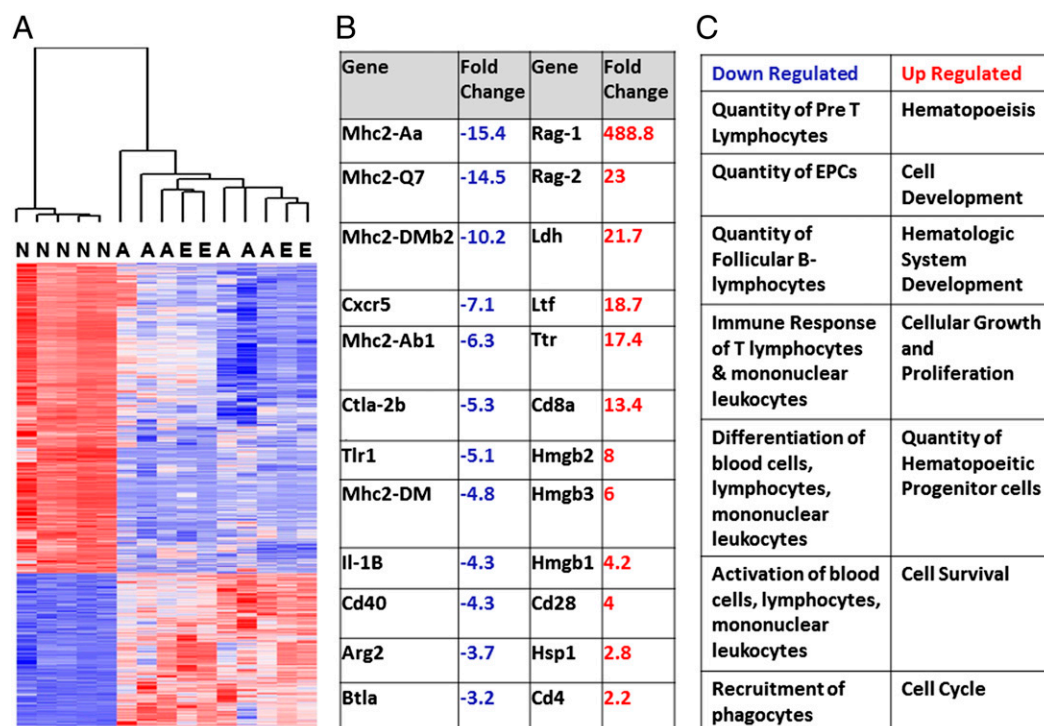 A
N N N N N A A A E E A A A E E
B
Gene Fold Change Gene Fold Change
Mhc2-Aa -15.4 Rag-1 488.8
Mhc2-Q7 -14.5 Rag-2 23
Mhc2-DMb2 -10.2 Ldh 21.7
Cxcr5 -7.1 Ltf 18.7
Mhc2-Ab1 -6.3 Ttr 17.4
Ctla-2b -5.3 Cd8a 13.4
Tlr1 -5.1 Hmgb2 8
Mhc2-DM -4.8 Hmgb3 6
Il-1B -4.3 Hmgb1 4.2
Cd40 -4.3 Cd28 4
Arg2 -3.7 Hsp1 2.8
Btla -3.2 Cd4 2.2
C
Down Regulated Up Regulated
Quantity of Pre T
Lymphocytes
Hematopoeisis
Quantity of EPCs
Cell
Development
Quantity of
Follicular B-
lymphocytes
Hematologic
System
Development
Immune Response
of T lymphocytes
& mononuclear
leukocytes
Cellular Growth
and
Proliferation
Differentiation of
blood cells,
lymphocytes,
mononuclear
leukocytes
Quantity of
Hematopoeitic
Progenitor cells
Activation of blood
cells, lymphocytes,
mononuclear
leukocytes
Cell Survival
Recruitment of
phagocytes
Cell Cycle